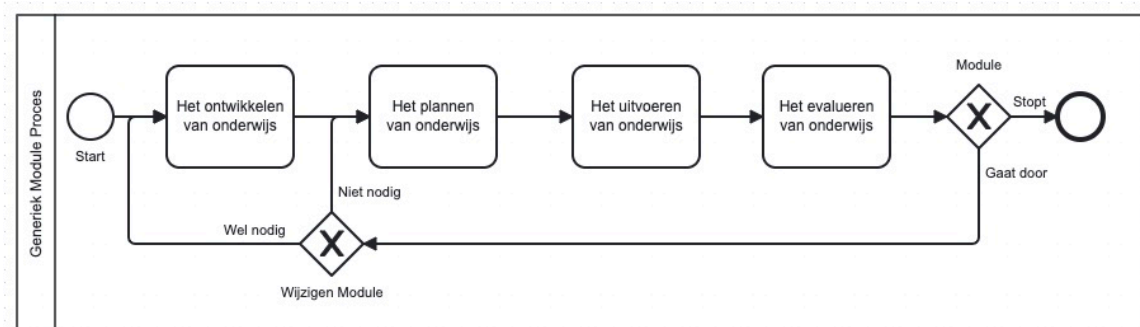 Generiek Module Proces
Start
Het ontwikkelen
van onderwijs
Het plannen
van onderwijs
Het uitvoeren
van onderwijs
Het evalueren
van onderwijs
Module
X
Stopt
Gaat door
Niet nodig
Wel nodig
X
Wijzigen Module